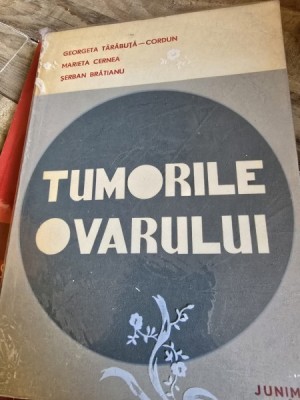 GEORGETA TĂRĂBUȚĂ—CORDUN
MARIETA CERNEA
ȘERBAN BRĂTIANU
TUMORILE
OVARULUI
JUNIM